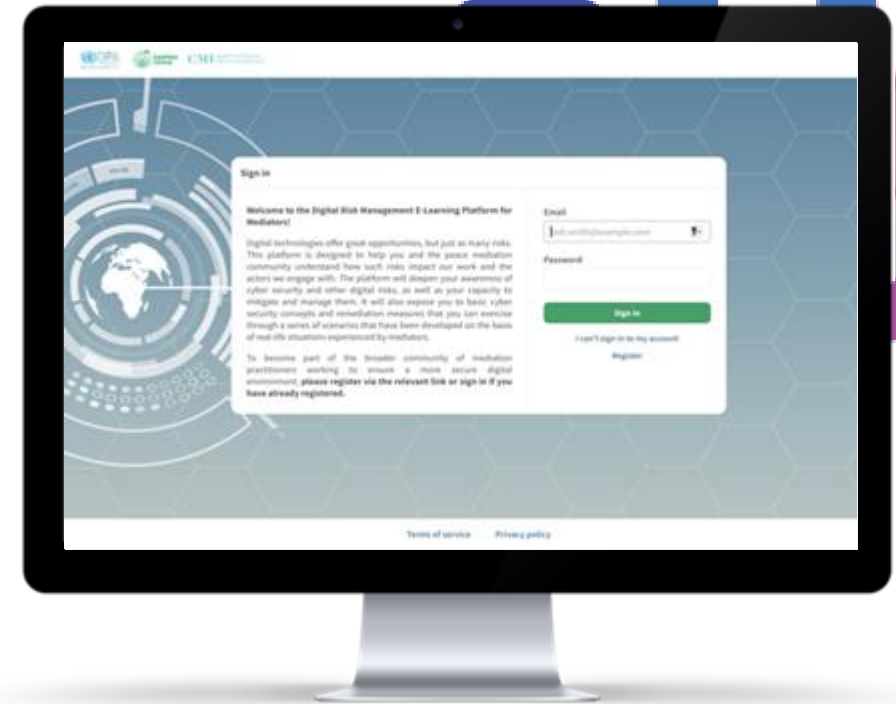 CMI
Sign in
Welcome to the Digital Risk Management E-Learning Platform for
Mediators!
Digital technologies offer great opportunities, but just as many risks.
This platform is designed to help you and the peace mediation
community understand how such risks impact our work and the
actors we engage with. The platform will deepen your awareness of
cyber security and other digital risks, as well as your capacity to
mitigate and manage them. It will also expose you to basic cyber
security concepts and remediation measures that you can exercise
through a series of scenarios that have been developed on the basis
of real-life situations experienced by mediators.
To become part of the broader community of mediation
practitioners working to ensure a more secure digital
environment, please register via the relevant link or sign in if you
have already registered.
Email
Password
Sign in
I can't sign in to my account
Register
Terms of service Privacy policy